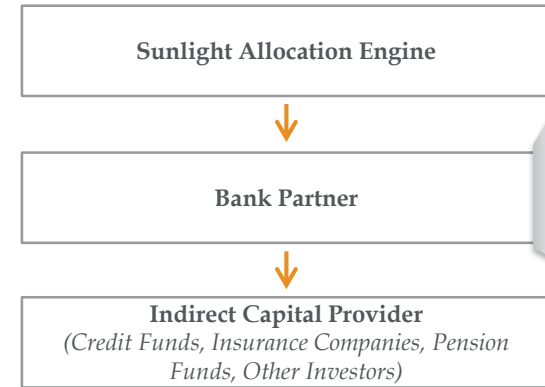 Sunlight Allocation Engine
Bank Partner
Indirect Capital Provider
(Credit Funds, Insurance Companies, Pension
Funds, Other Investors)